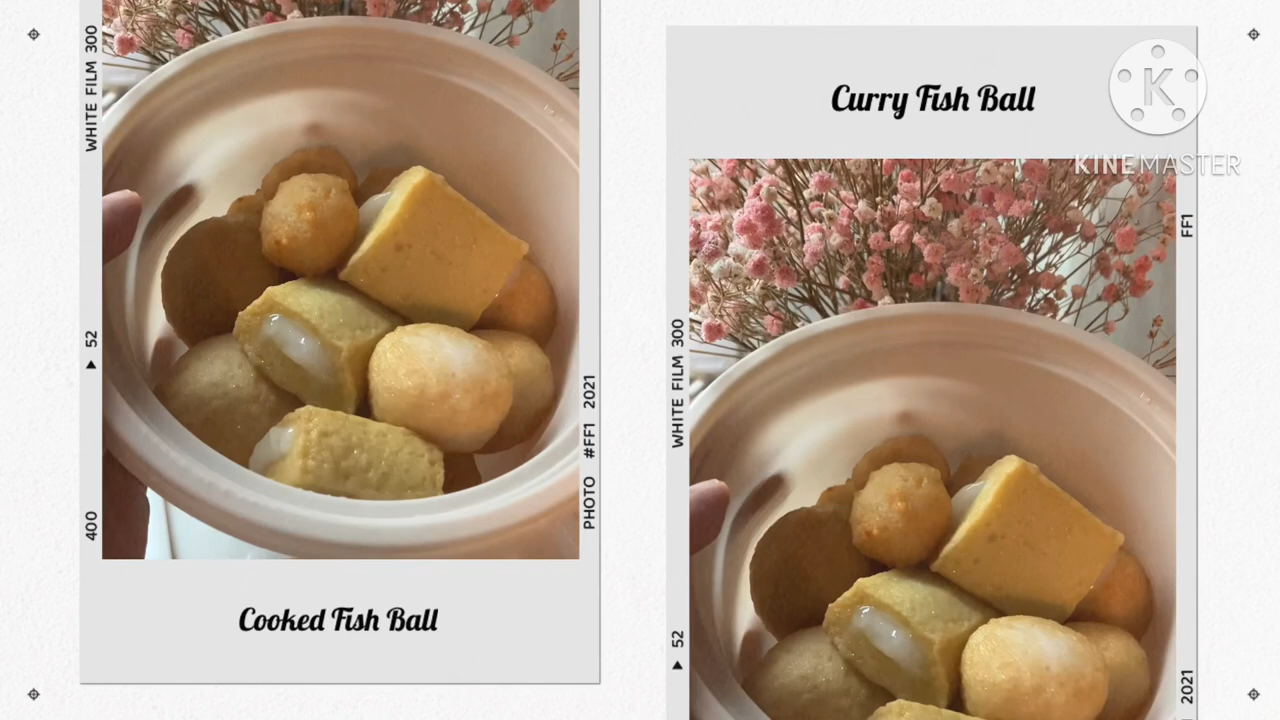 WHITE FILM 300
▶ 52
400
PHOTO #FF1 2021
Cooked Fish Ball
Curry Fish Ball
K
KINEMASTER
WHITE FILM 300
▶ 52
FF1
2021